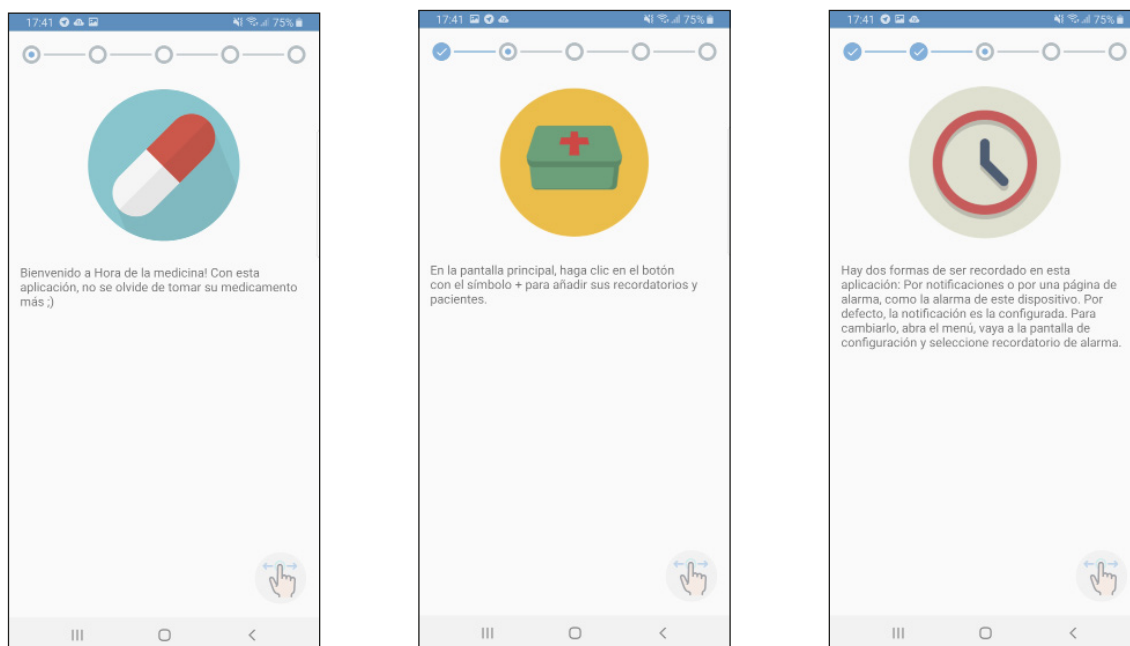 17:41
75%
Bienvenido a Hora de la medicina! Con esta
aplicación, no se olvide de tomar su medicamento
más ;)
17:41
75%
En la pantalla principal, haga clic en el botón
con el símbolo + para añadir sus recordatorios y
pacientes.
17:41
75%
Hay dos formas de ser recordado en esta
aplicación: Por notificaciones o por una página de
alarma, como la alarma de este dispositivo. Por
defecto, la notificación es la configurada. Para
cambiarlo, abra el menú, vaya a la pantalla de
configuración y seleccione recordatorio de alarma.